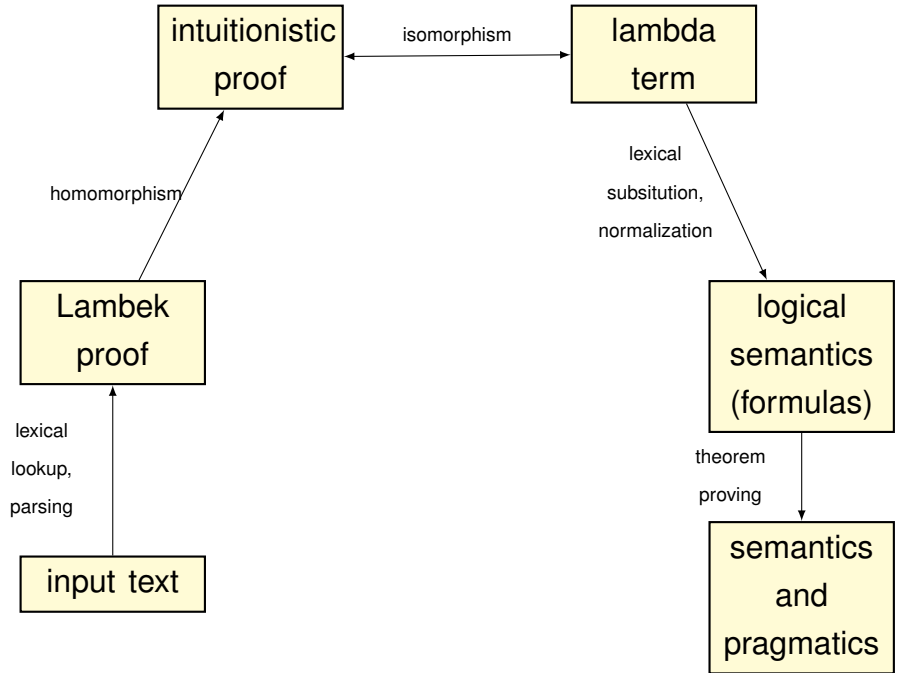 intuitionistic
proof
isomorphism
lambda
term
homomorphism
lexical
subsitution,
normalization
Lambek
proof
logical
semantics
(formulas)
lexical
lookup,
parsing
theorem
proving
input text
semantics
and
pragmatics